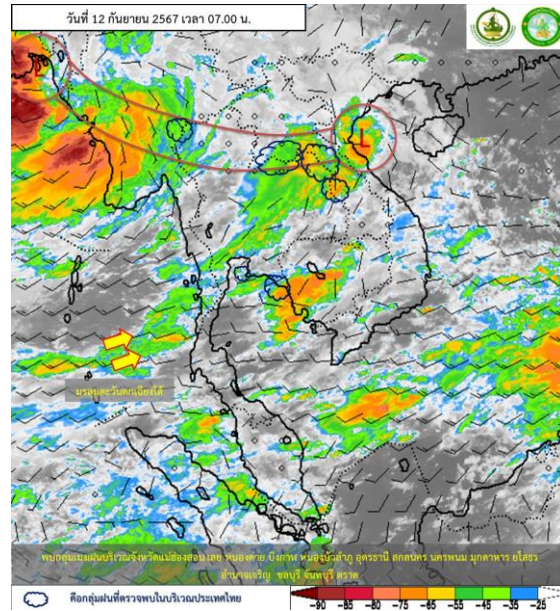 วันที่ 12 กันยายน 2567 เวลา 07.00 น.
L
L
มรสุมตะวันตกเฉียงใต้
พบกลุ่มเมฆฝนบริเวณจังหวัดแม่ฮ่องสอน เลย หนองคาย บึงกาฬ หนองบัวลำภู อุดรธานี สกลนคร นครพนม มุกดาหาร ยโสธร
อำนาจเจริญ ชลบุรี จันทบุรี ตราด
คือกลุ่มฝนที่ตรวจพบในบริเวณประเทศไทย
-90 -85 -80 -75 -70 -65 -50 -35